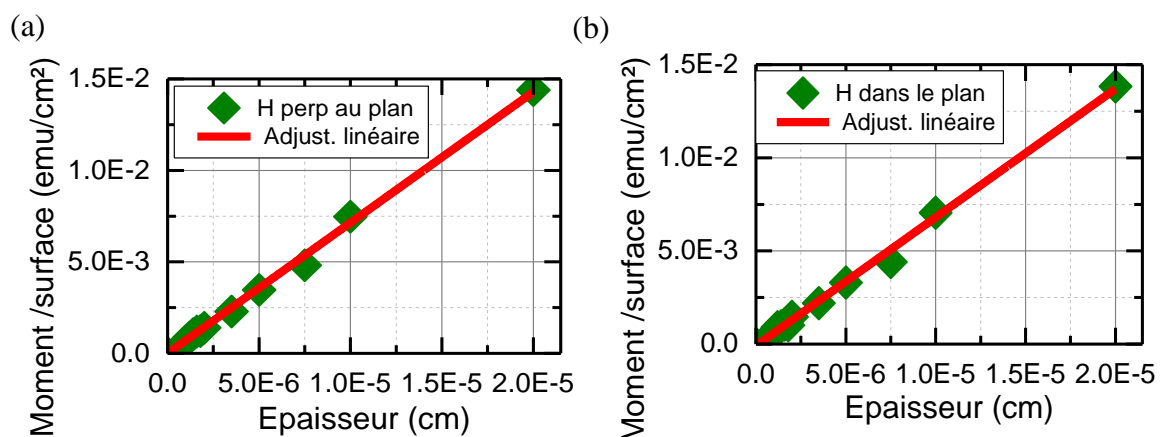 (a)
Moment /surface (emu/cm²)
1.5E-2
1.0E-2
5.0E-3
0.0
H perp au plan
Adjust. linéaire
0.0 5.0E-6 1.0E-5 1.5E-5 2.0E-5
Epaisseur (cm)
(b)
Moment /surface (emu/cm²)
1.5E-2
1.0E-2
5.0E-3
0.0
H dans le plan
Adjust. linéaire
0.0 5.0E-6 1.0E-5 1.5E-5 2.0E-5
Epaisseur (cm)